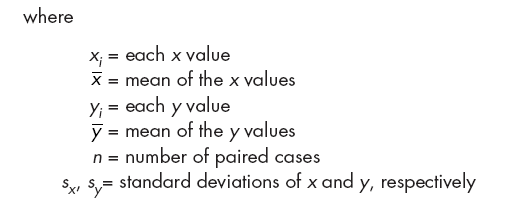 where
xᵢ = each x value
x̅ = mean of the x values
yᵢ = each y value
y̅ = mean of the y values
n = number of paired cases
sₓ, s_y = standard deviations of x and y, respectively